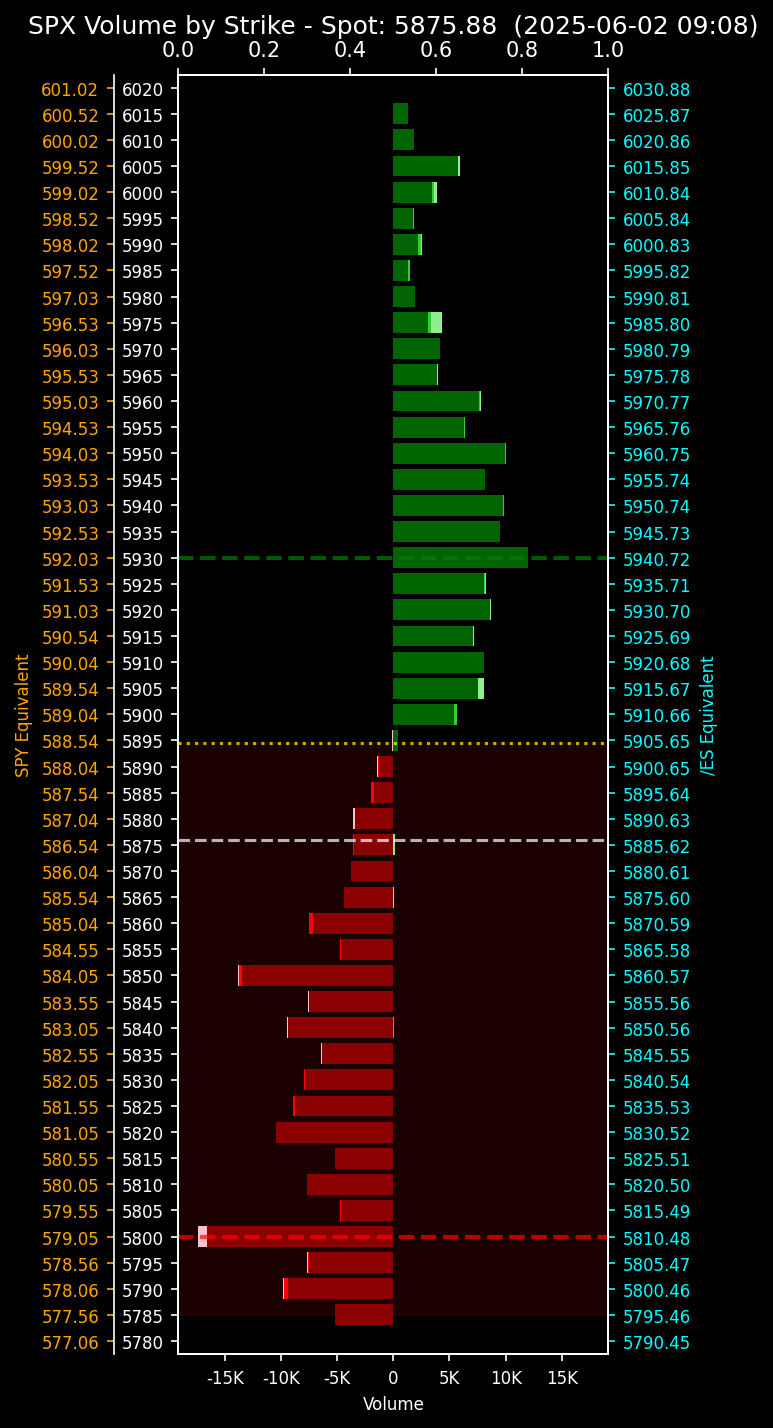 SPX Volume by Strike - Spot: 5875.88 (2025-06-02 09:08)
0.0 0.2 0.4 0.6 0.8 1.0
601.02 6020 6030.88
600.52 6015 6025.87
600.02 6010 6020.86
599.52 6005 6015.85
599.02 6000 6010.84
598.52 5995 6005.84
598.02 5990 6000.83
597.52 5985 5995.82
597.03 5980 5990.81
596.53 5975 5985.80
596.03 5970 5980.79
595.53 5965 5975.78
595.03 5960 5970.77
594.53 5955 5965.76
594.03 5950 5960.75
593.53 5945 5955.74
593.03 5940 5950.74
592.53 5935 5945.73
592.03 5930 5940.72
591.53 5925 5935.71
591.03 5920 5930.70
590.54 5915 5925.69
590.04 5910 5920.68
589.54 5905 5915.67
589.04 5900 5910.66
588.54 5895 5905.65
588.04 5890 5900.65
587.54 5885 5895.64
587.04 5880 5890.63
586.54 5875 5885.62
586.04 5870 5880.61
585.54 5865 5875.60
585.04 5860 5870.59
584.55 5855 5865.58
584.05 5850 5860.57
583.55 5845 5855.56
583.05 5840 5850.56
582.55 5835 5845.55
582.05 5830 5840.54
581.55 5825 5835.53
581.05 5820 5830.52
580.55 5815 5825.51
580.05 5810 5820.50
579.55 5805 5815.49
579.05 5800 5810.48
578.56 5795 5805.47
578.06 5790 5800.46
577.56 5785 5795.46
577.06 5780 5790.45
SPY Equivalent
/ES Equivalent
-15K -10K -5K 0 5K 10K 15K
Volume